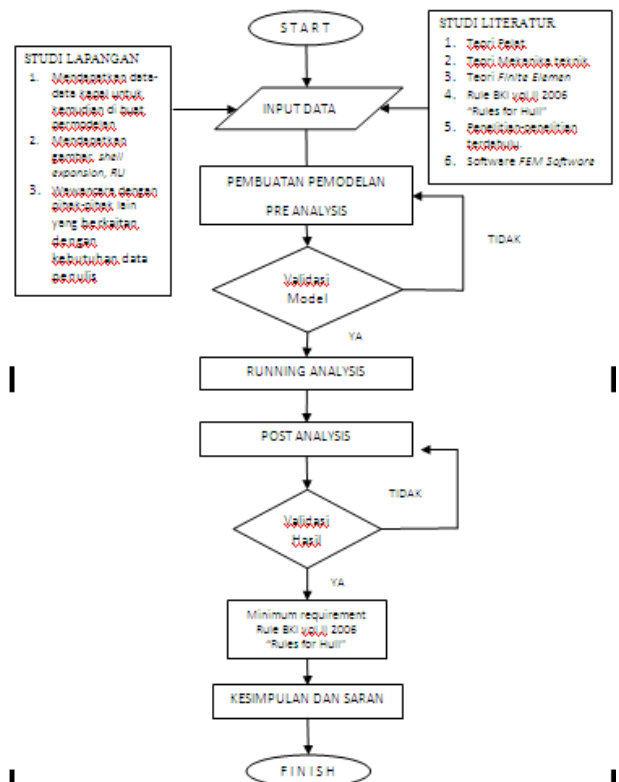 START
STUDI LAPANGAN
1. Mendapatkan data-
data kapal untuk
kemudian di buat
permodelan
2. Mendapatkan
gambar, shell
expansion, RU
3. Wawancara dengan
pihak-pihak lain
yang berkaitan
dengan
kebutuhan data
penulis
STUDI LITERATUR
1. Teori Pelat
2. Teori Mekanika teknik
3. Teori Finite Elemen
4. Rule BKI vol.II 2006
"Rules for Hull"
5. Penelitian-penelitian
terdahulu
6. Software FEM Software
INPUT DATA
PEMBUATAN PEMODELAN
PRE ANALYSIS
TIDAK
Validasi
Model
YA
RUNNING ANALYSIS
POST ANALYSIS
TIDAK
Validasi
Hasil
YA
Minimum requirement
Rule BKI vol.II 2006
"Rules for Hull"
KESIMPULAN DAN SARAN
FINISH